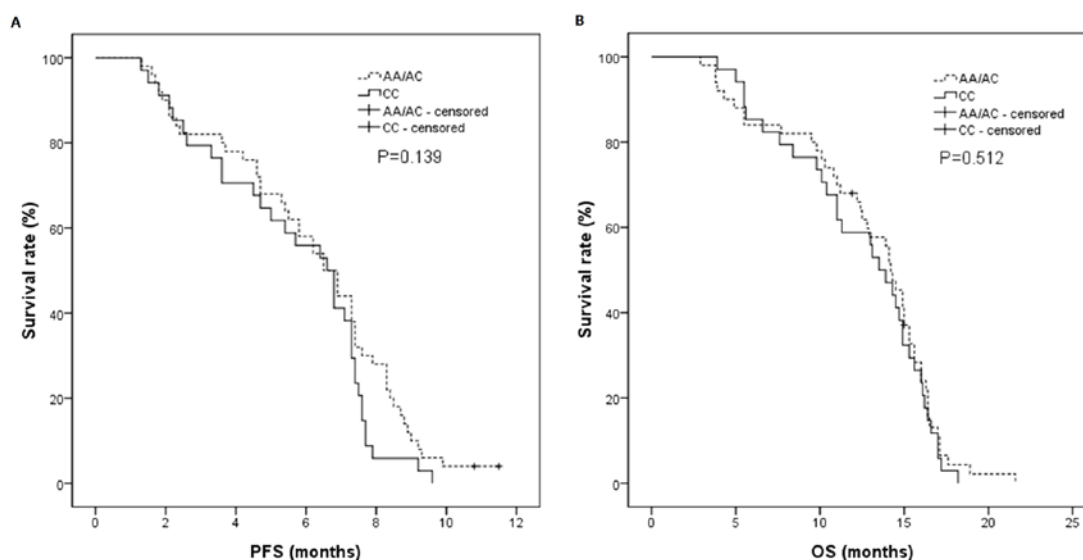 A
100
80
60
40
20
0
Survival rate (%)
AA/AC
CC
AA/AC - censored
CC - censored
P=0.139
0 2 4 6 8 10 12
PFS (months)
B
100
80
60
40
20
0
Survival rate (%)
AA/AC
CC
AA/AC - censored
CC - censored
P=0.512
0 5 10 15 20 25
OS (months)